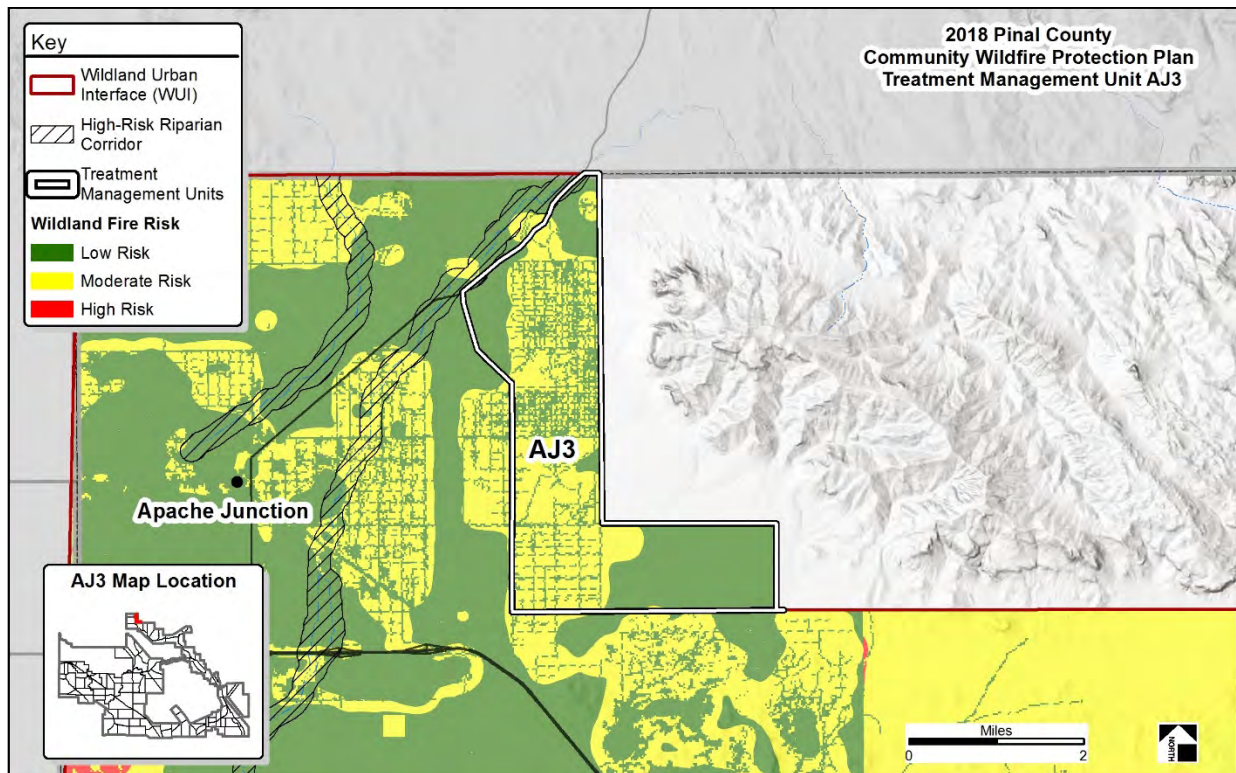 Key
Wildland Urban
Interface (WUI)
High-Risk Riparian
Corridor
Treatment
Management Units
Wildland Fire Risk
Low Risk
Moderate Risk
High Risk
2018 Pinal County
Community Wildfire Protection Plan
Treatment Management Unit AJ3
AJ3
Apache Junction
AJ3 Map Location
Miles
0 2
NORTH